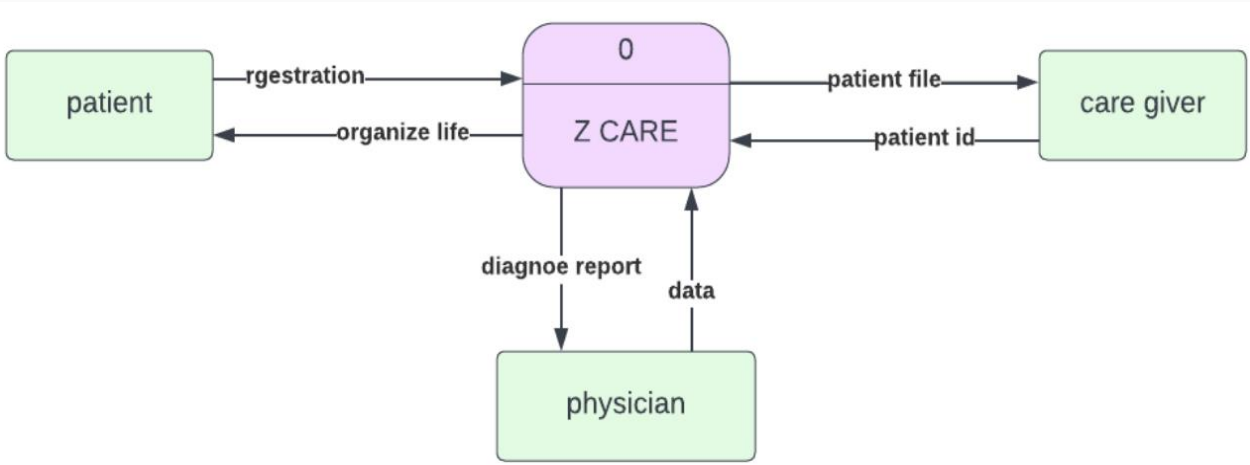 0
rgestration
patient file
patient
care giver
Z CARE
organize life
patient id
diagnoe report
data
physician